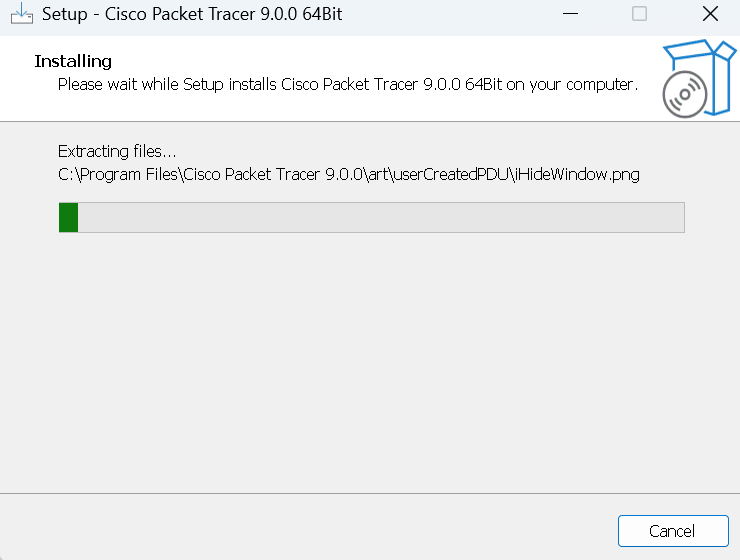 Setup - Cisco Packet Tracer 9.0.0 64Bit
Installing
Please wait while Setup installs Cisco Packet Tracer 9.0.0 64Bit on your computer.
Extracting files...
C:\Program Files\Cisco Packet Tracer 9.0.0\art\userCreatedPDU\iHideWindow.png
Cancel